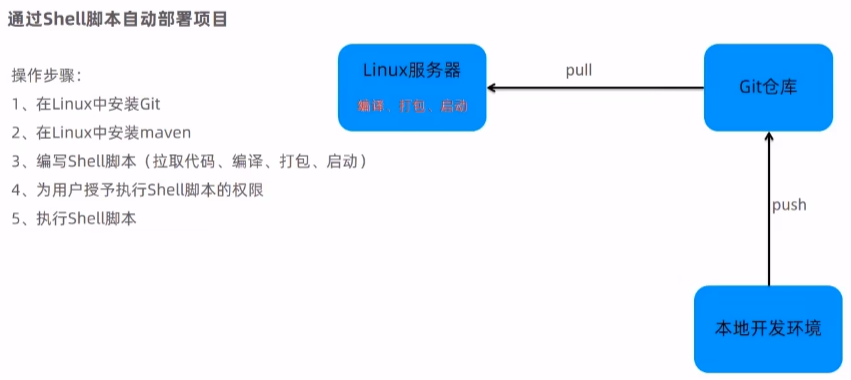 通过Shell脚本自动部署项目
操作步骤：
1、在Linux中安装Git
2、在Linux中安装maven
3、编写Shell脚本（拉取代码、编译、打包、启动）
4、为用户授予执行Shell脚本的权限
5、执行Shell脚本
Linux服务器
编译、打包、启动
pull
Git仓库
push
本地开发环境